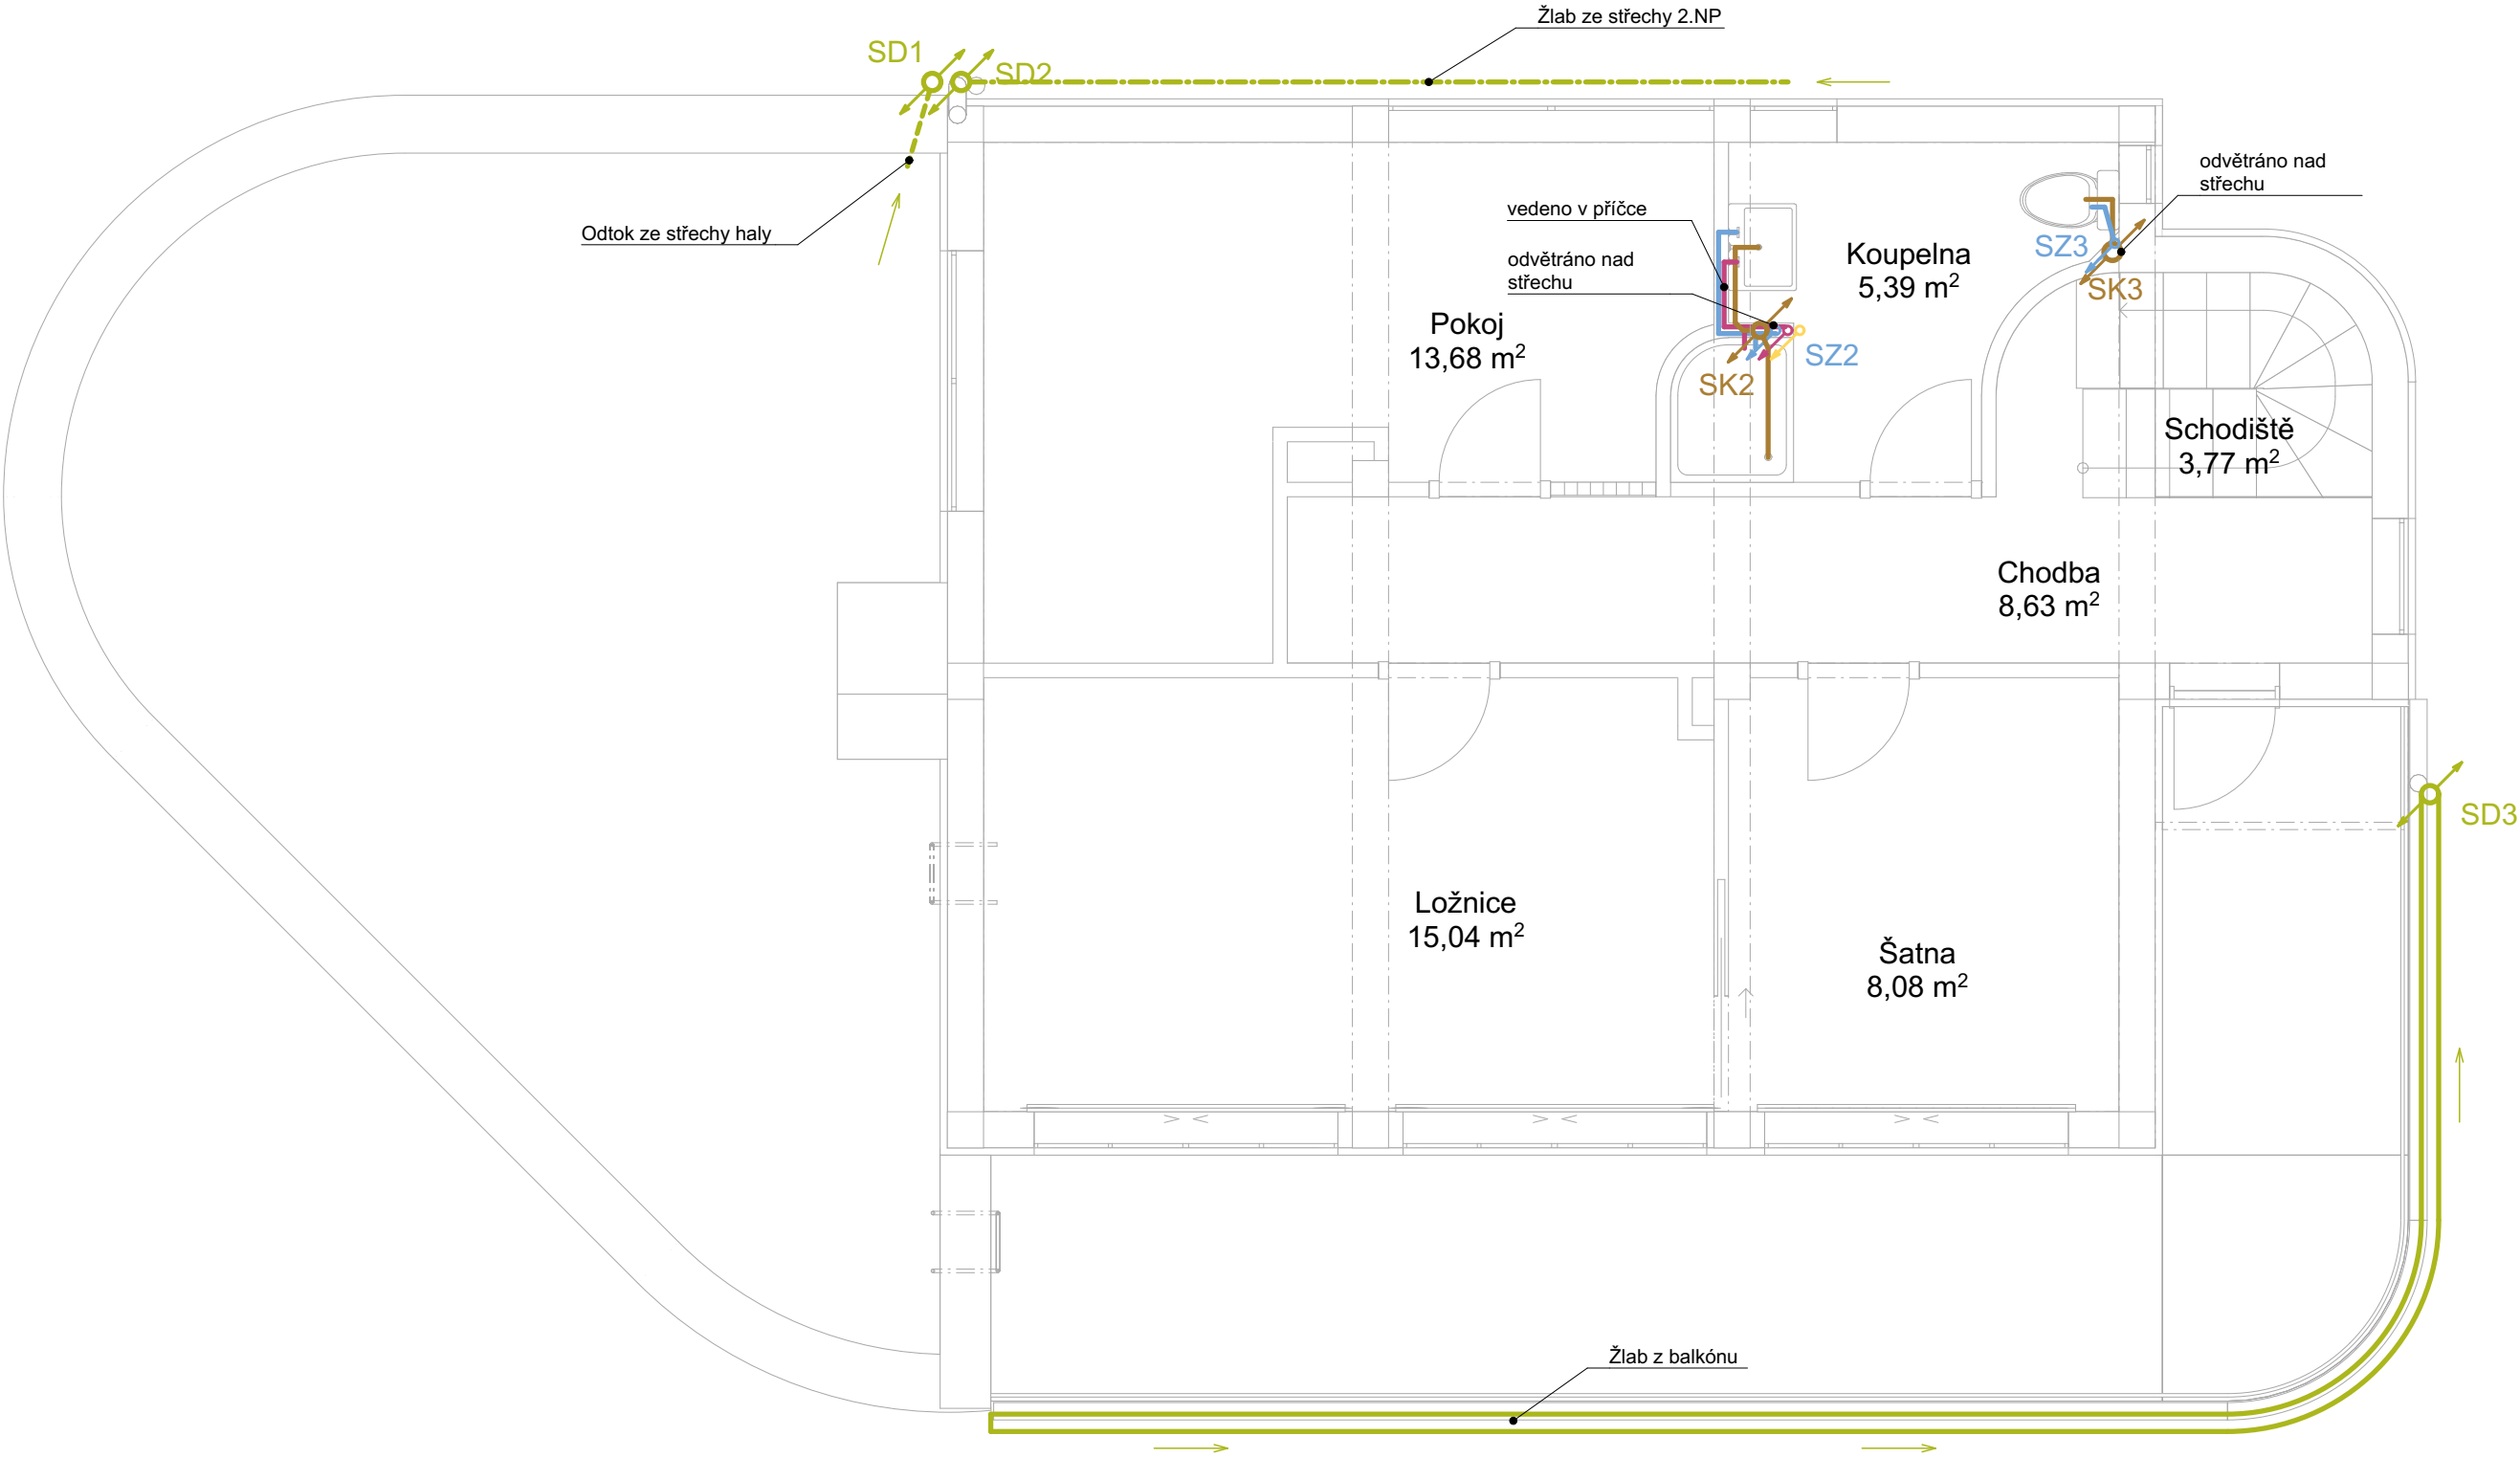 Žlab ze střechy 2.NP
SD1
SD2
odvětráno nad
střechu
vedeno v příčce
Odtok ze střechy haly
SZ3
Koupelna
5,39 m²
odvětráno nad
střechu
SK3
Pokoj
13,68 m²
SZ2
SK2
Schodiště
3,77 m²
Chodba
8,63 m²
SD3
Ložnice
15,04 m²
Šatna
8,08 m²
Žlab z balkónu